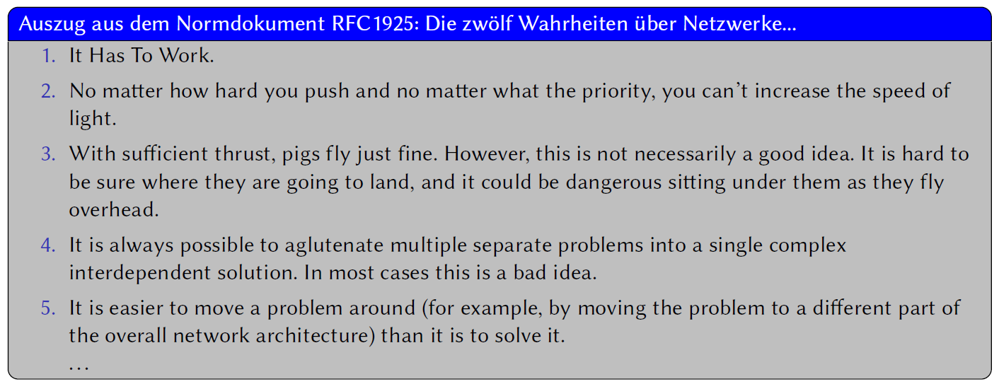 Auszug aus dem Normdokument RFC1925: Die zwölf Wahrheiten über Netzwerke...
1. It Has To Work.
2. No matter how hard you push and no matter what the priority, you can't increase the speed of
light.
3. With sufficient thrust, pigs fly just fine. However, this is not necessarily a good idea. It is hard to
be sure where they are going to land, and it could be dangerous sitting under them as they fly
overhead.
4. It is always possible to aglutenate multiple separate problems into a single complex
interdependent solution. In most cases this is a bad idea.
5. It is easier to move a problem around (for example, by moving the problem to a different part of
the overall network architecture) than it is to solve it.
...